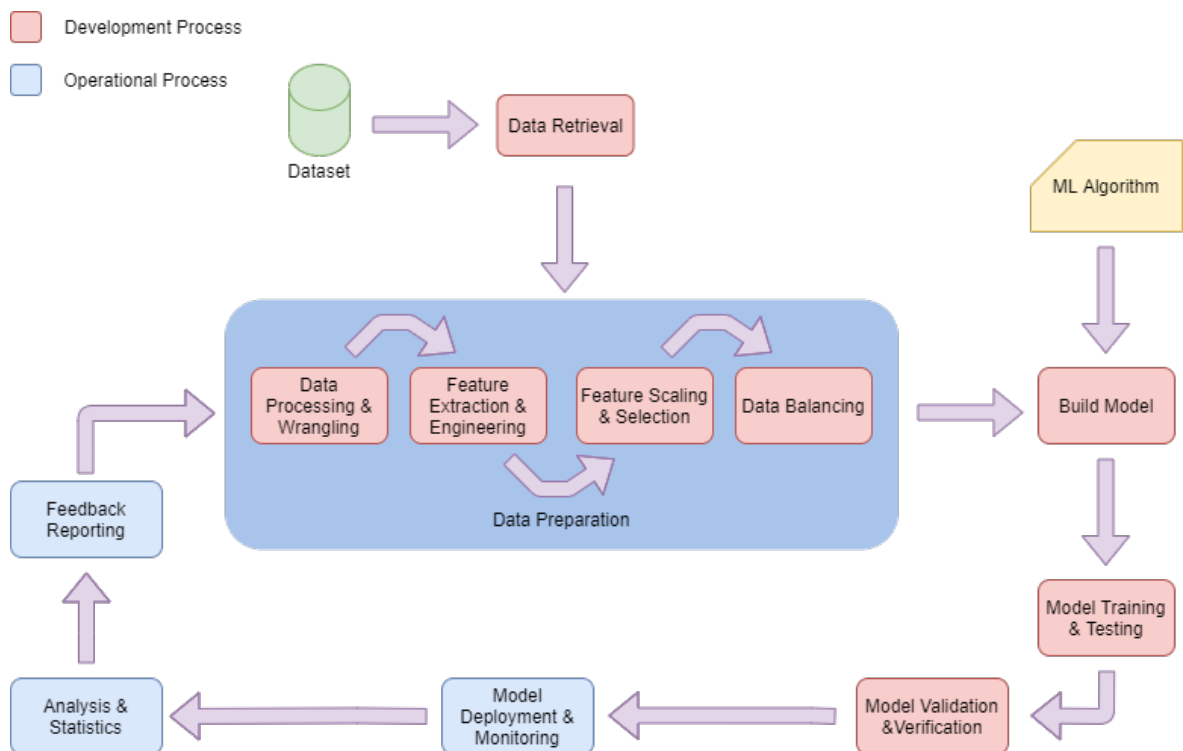 Development Process
Operational Process
Dataset
Data Retrieval
ML Algorithm
Data
Processing &
Wrangling
Feature
Extraction &
Engineering
Feature Scaling
& Selection
Data Balancing
Data Preparation
Build Model
Feedback
Reporting
Model Training
& Testing
Model Validation
&Verification
Model
Deployment &
Monitoring
Analysis &
Statistics